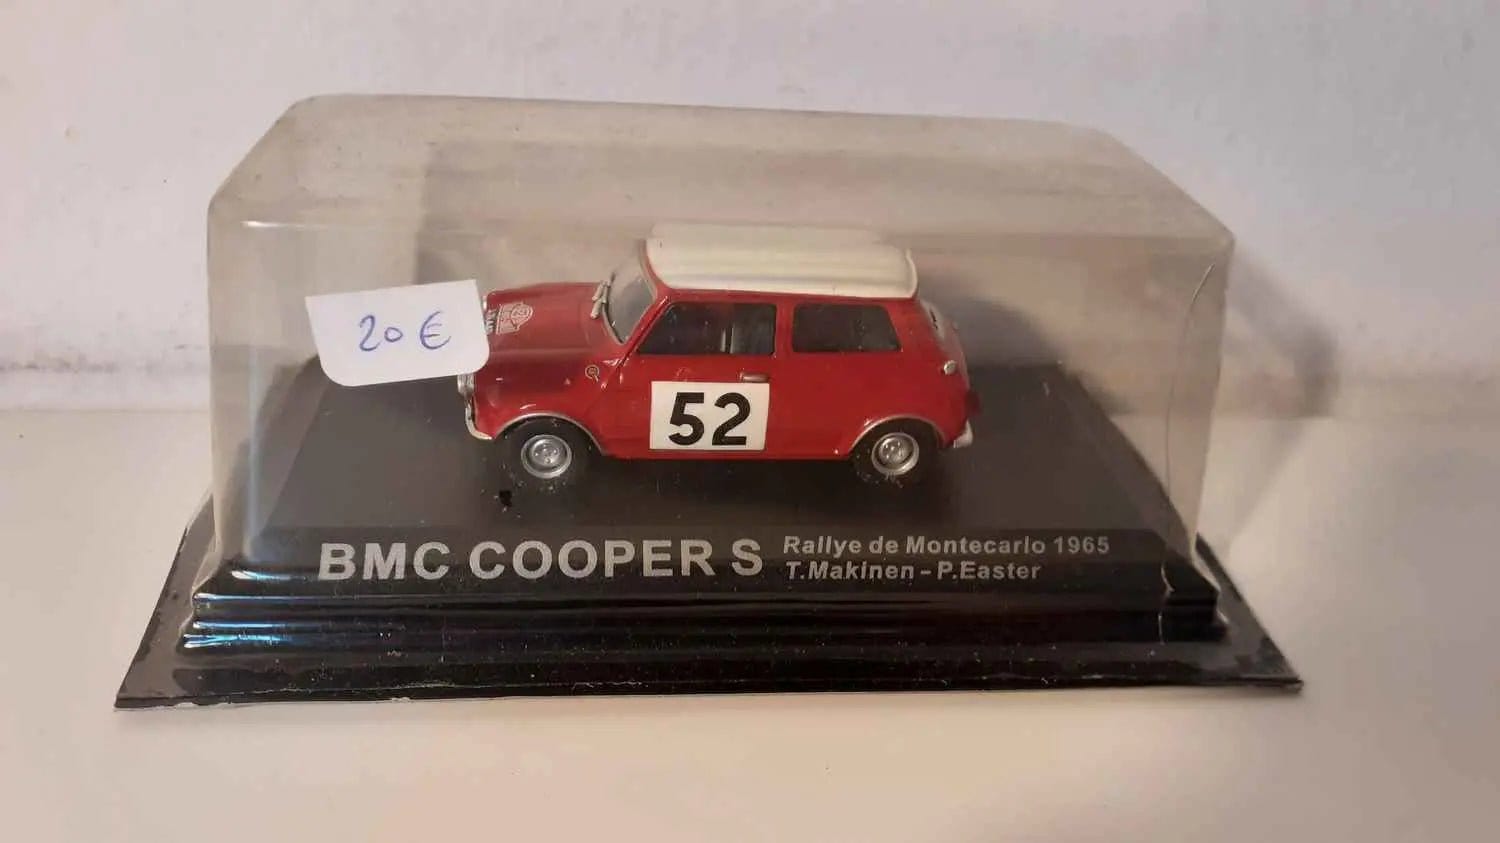 20 €
52
BMC COOPER S
Rallye de Montecarlo 1965
T.Makinen - P.Easter